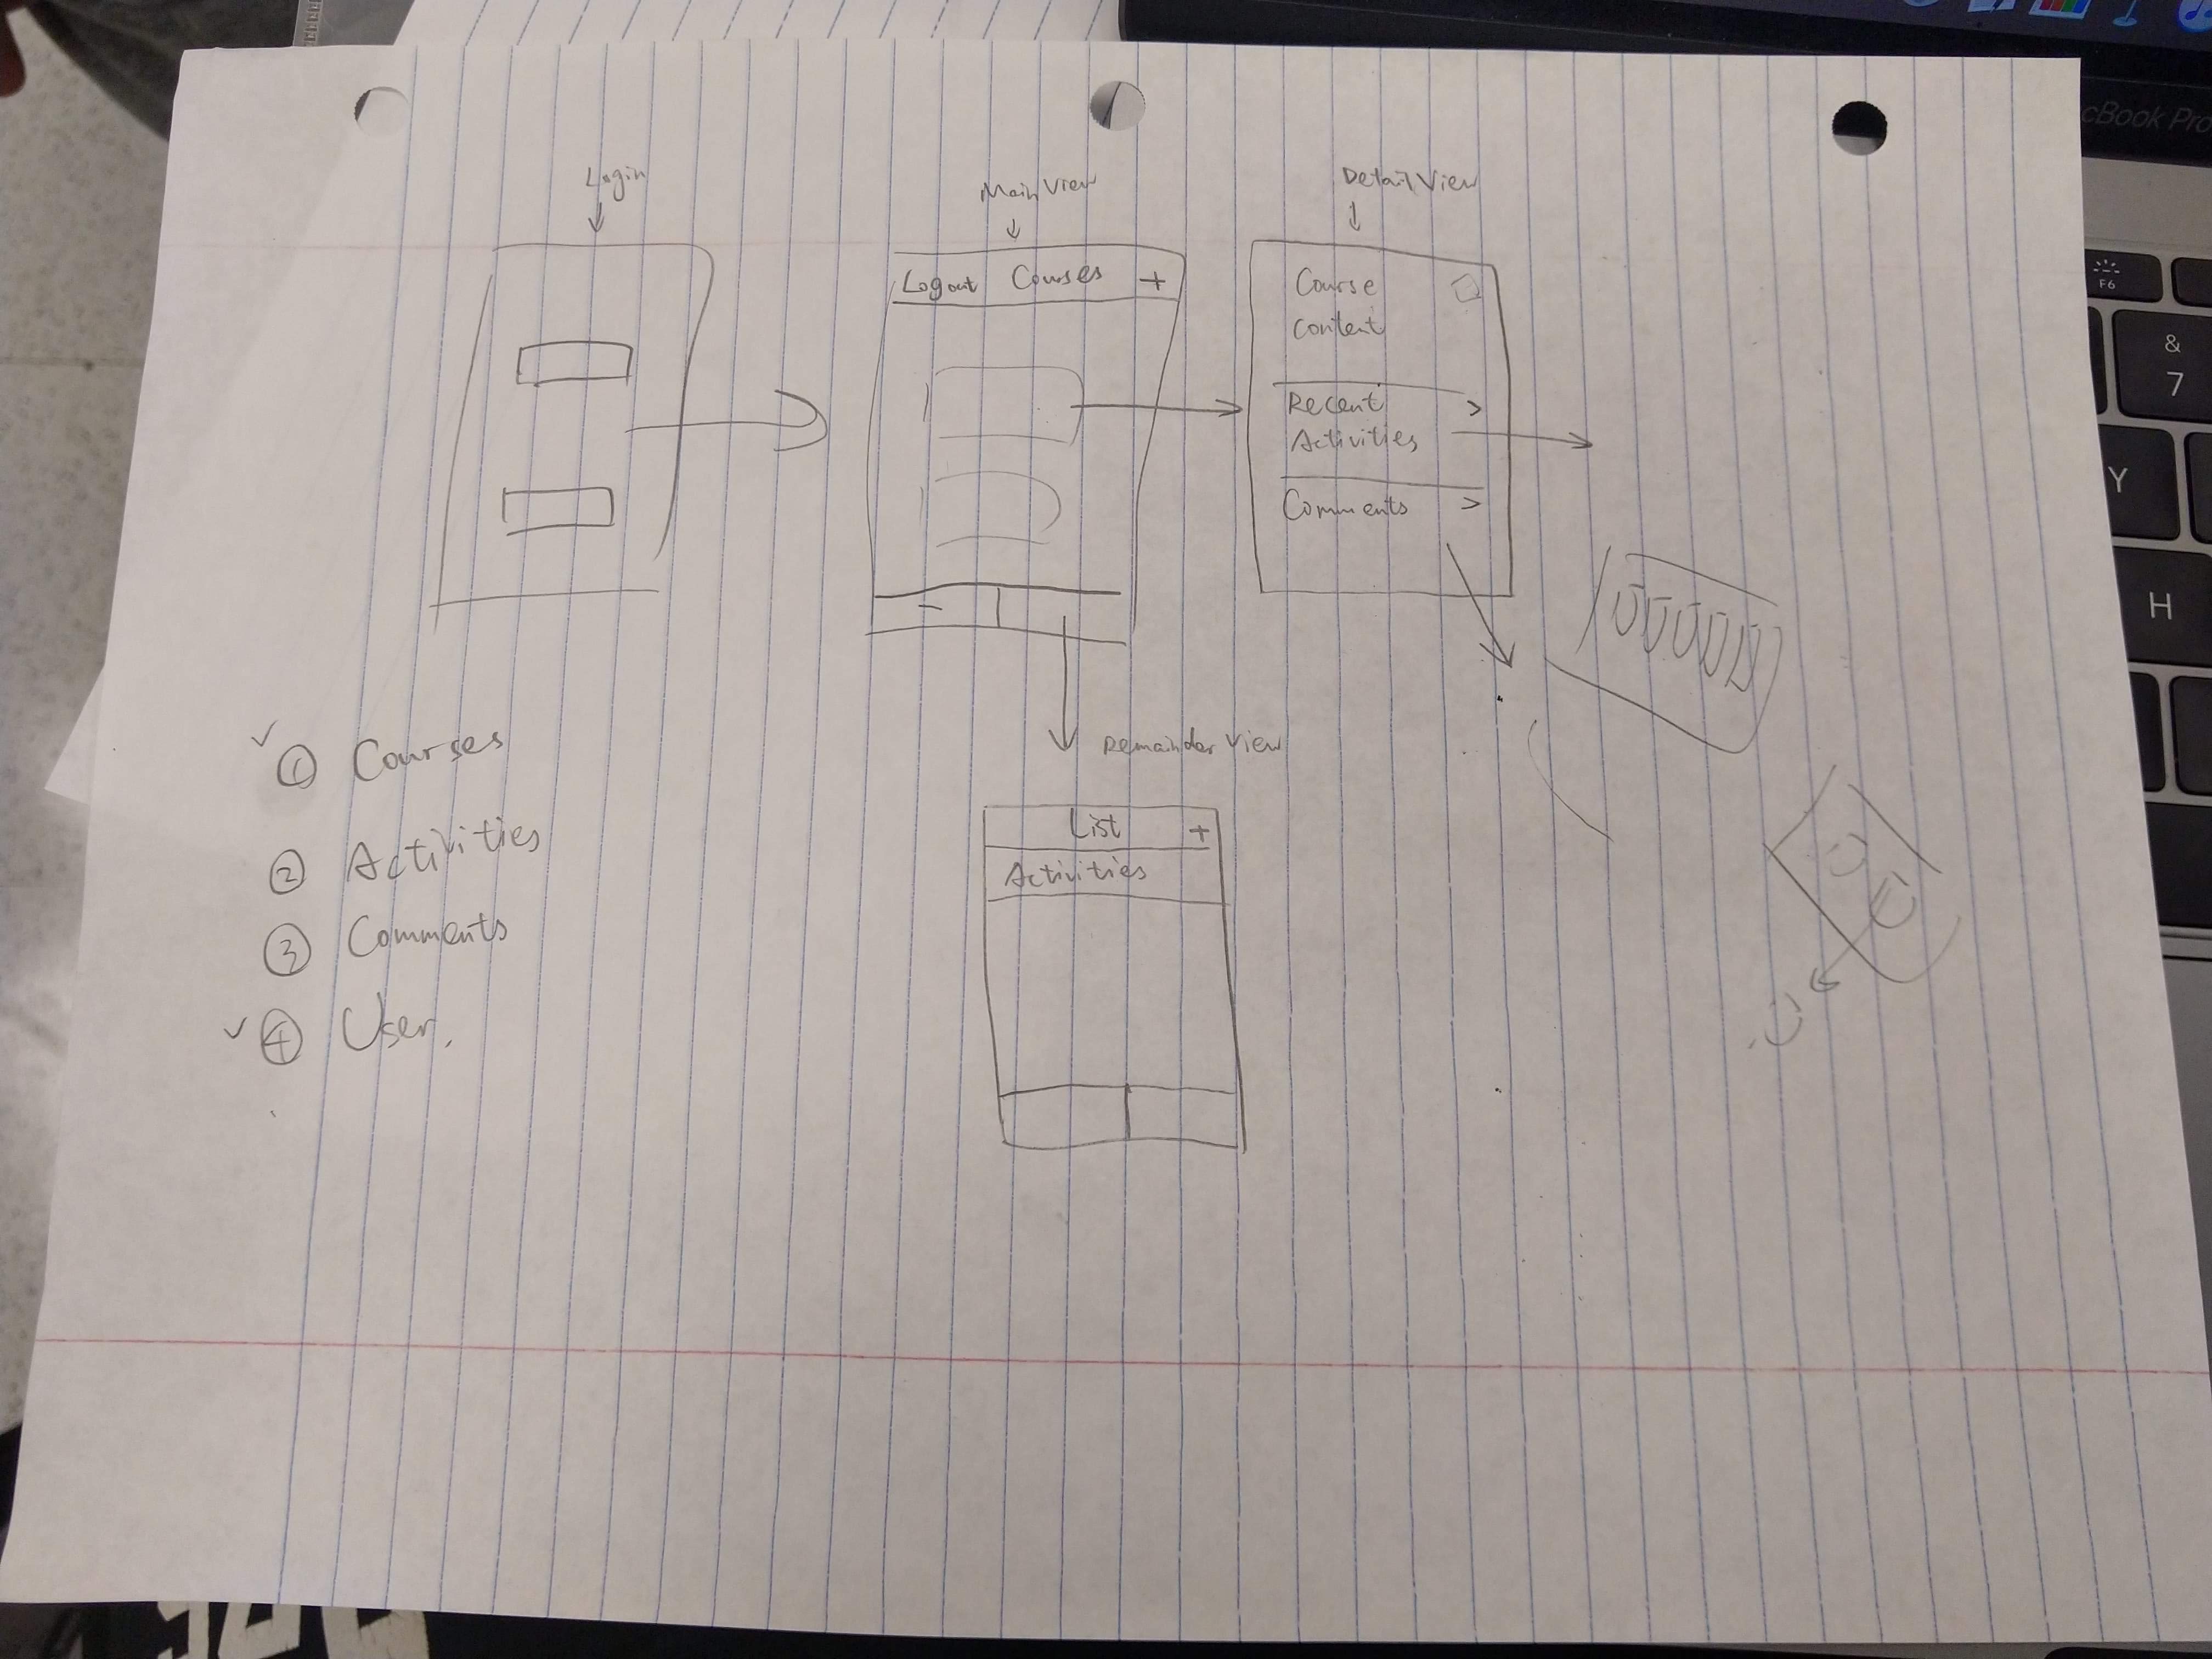 Login
Main View
Detail View
Logout Courses +
Course
Content
Recent >
Activities
Comments >
Remainder View
List +
Activities
① Courses
② Activities
③ Comments
④ User.
cBook Pro
F6
&
7
Y
H